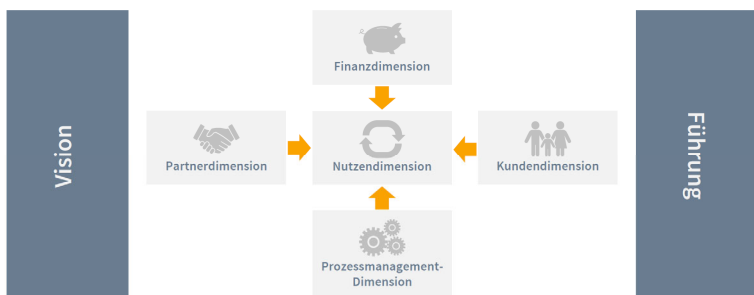 Vision
Finanzdimension
Partnerdimension
Nutzendimension
Kundendimension
Prozessmanagement-
Dimension
Führung